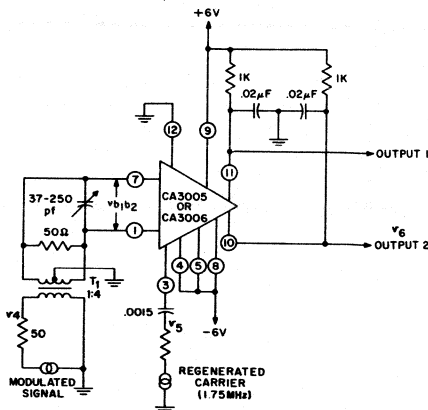 +6V
1K
1K
.02µF
.02µF
12
9
OUTPUT 1
7
11
37-250
pf
vb1b2
CA3005
OR
CA3006
v6
OUTPUT 2
50Ω
1
10
3
4
5
8
T1
1:4
.0015
-6V
v4
v5
50
REGENERATED
CARRIER
(1.75MHz)
MODULATED
SIGNAL